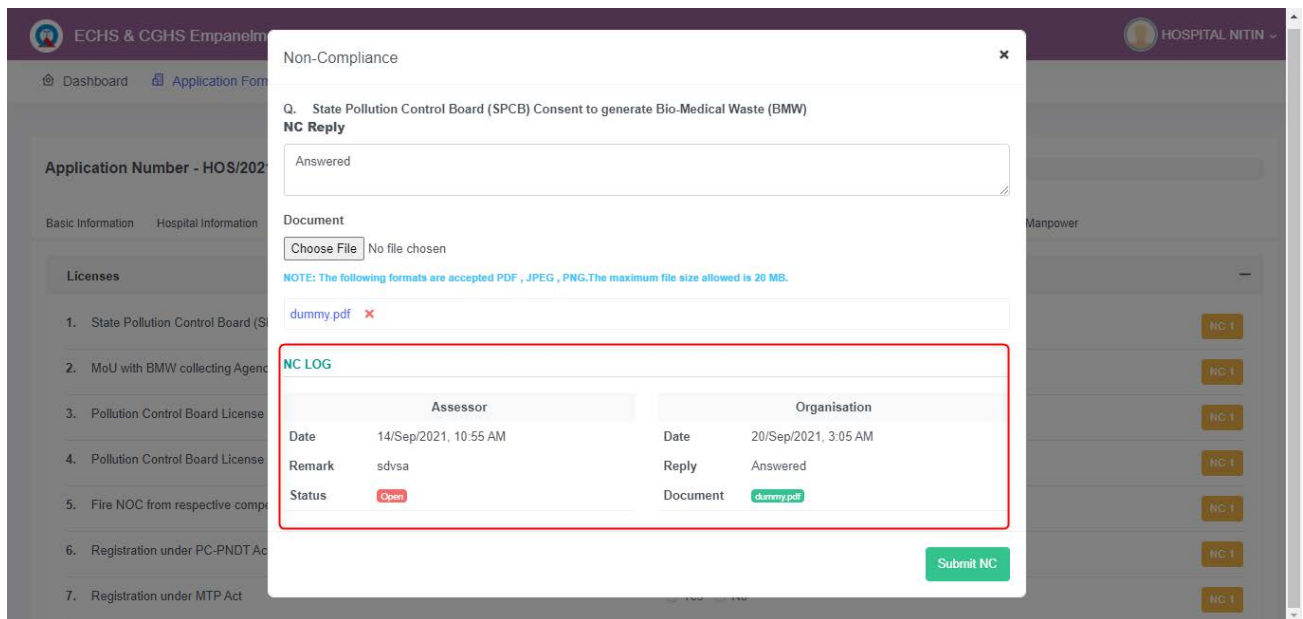 ECHS & CGHS Empanelm
HOSPITAL NITIN
Dashboard Application Form
Non-Compliance
Q. State Pollution Control Board (SPCB) Consent to generate Bio-Medical Waste (BMW)
NC Reply
Answered
Application Number - HOS/202
Basic Information Hospital Information
Manpower
Document
Choose File No file chosen
NOTE: The following formats are accepted PDF , JPEG , PNG.The maximum file size allowed is 20 MB.
dummy.pdf
Licenses
1. State Pollution Control Board (S
NC 1
2. MoU with BMW collecting Agenc
NC 1
3. Pollution Control Board License
NC 1
4. Pollution Control Board License
NC 1
5. Fire NOC from respective compe
NC 1
6. Registration under PC-PNDT Ac
NC 1
7. Registration under MTP Act
NC 1
NC LOG
Assessor
Date 14/Sep/2021, 10:55 AM
Remark sdvsa
Status Open
Organisation
Date 20/Sep/2021, 3:05 AM
Reply Answered
Document dummy.pdf
Submit NC